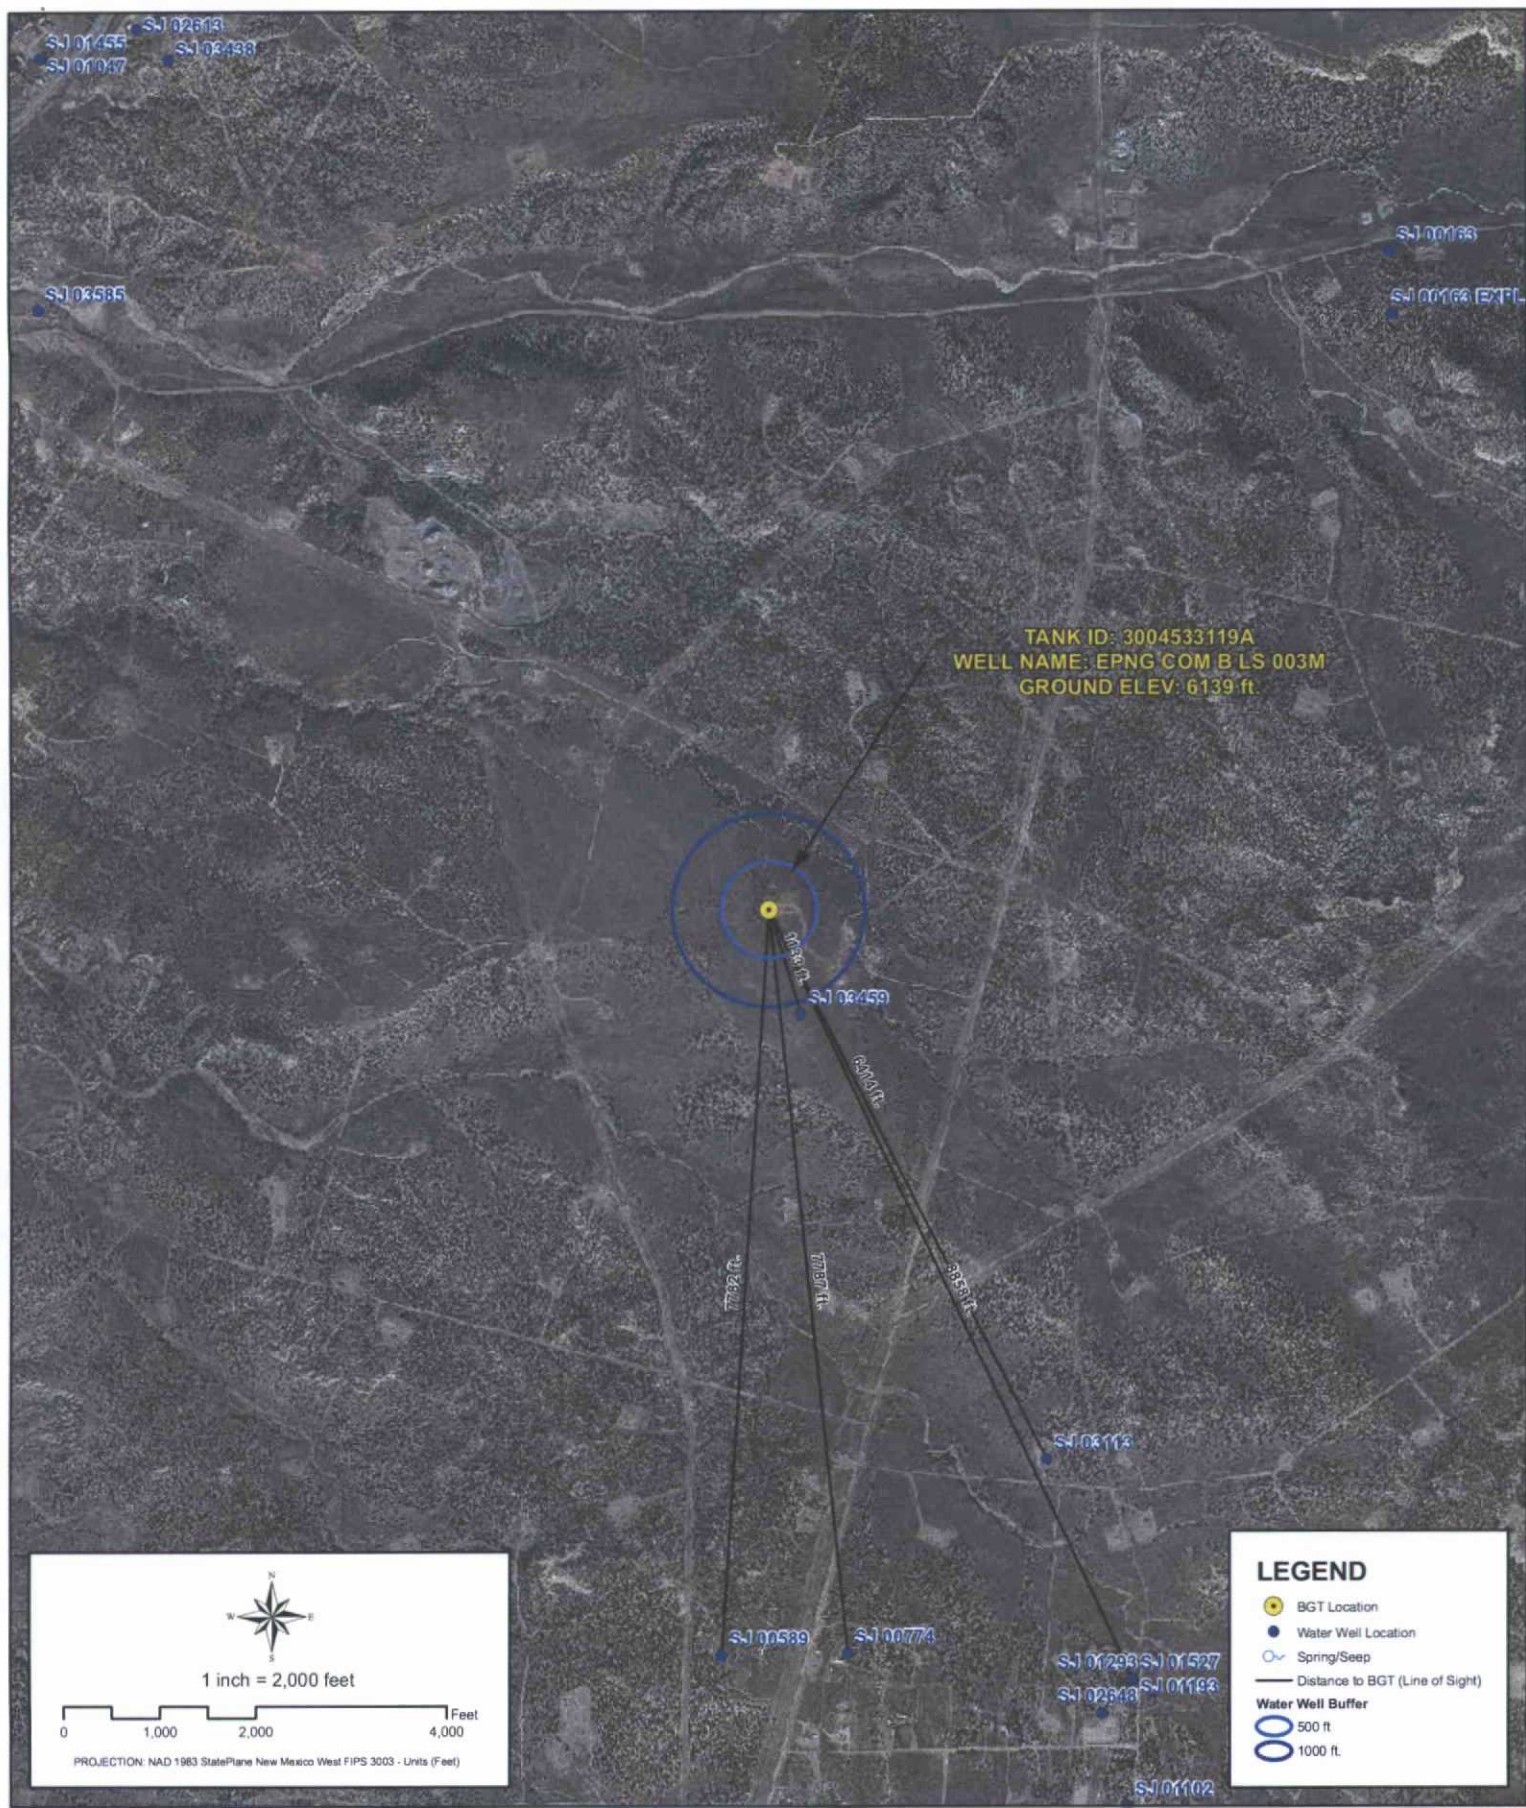 SJ 02613
SJ 01455
SJ 03438
SJ 01047
SJ 00163
SJ 03585
SJ 00163 EXPL
TANK ID: 3004533119A
WELL NAME: EPNG COM B LS 003M
GROUND ELEV: 6139 ft.
SJ 03459
6414 ft.
7782 ft.
7787 ft.
8858 ft.
SJ 03113
SJ 00589
SJ 00774
SJ 01293 SJ 01527
SJ 01193
SJ 02648
SJ 01102
N
W E
S
1 inch = 2,000 feet
Feet
0 1,000 2,000 4,000
PROJECTION: NAD 1983 StatePlane New Mexico West FIPS 3003 - Units (Feet)
LEGEND
BGT Location
Water Well Location
Spring/Seep
Distance to BGT (Line of Sight)
Water Well Buffer
500 ft
1000 ft.